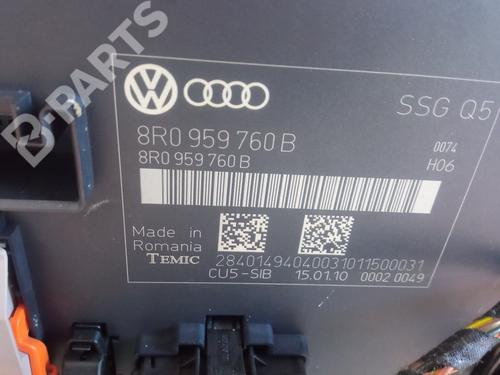 B-PARTS
SSG Q5
8R0 959 760 B
0074
8R0 959 760 B
H06
Made in
Romania
TEMIC
28401494040031011500031
CU5-SIB 15.01.10 0002 0049